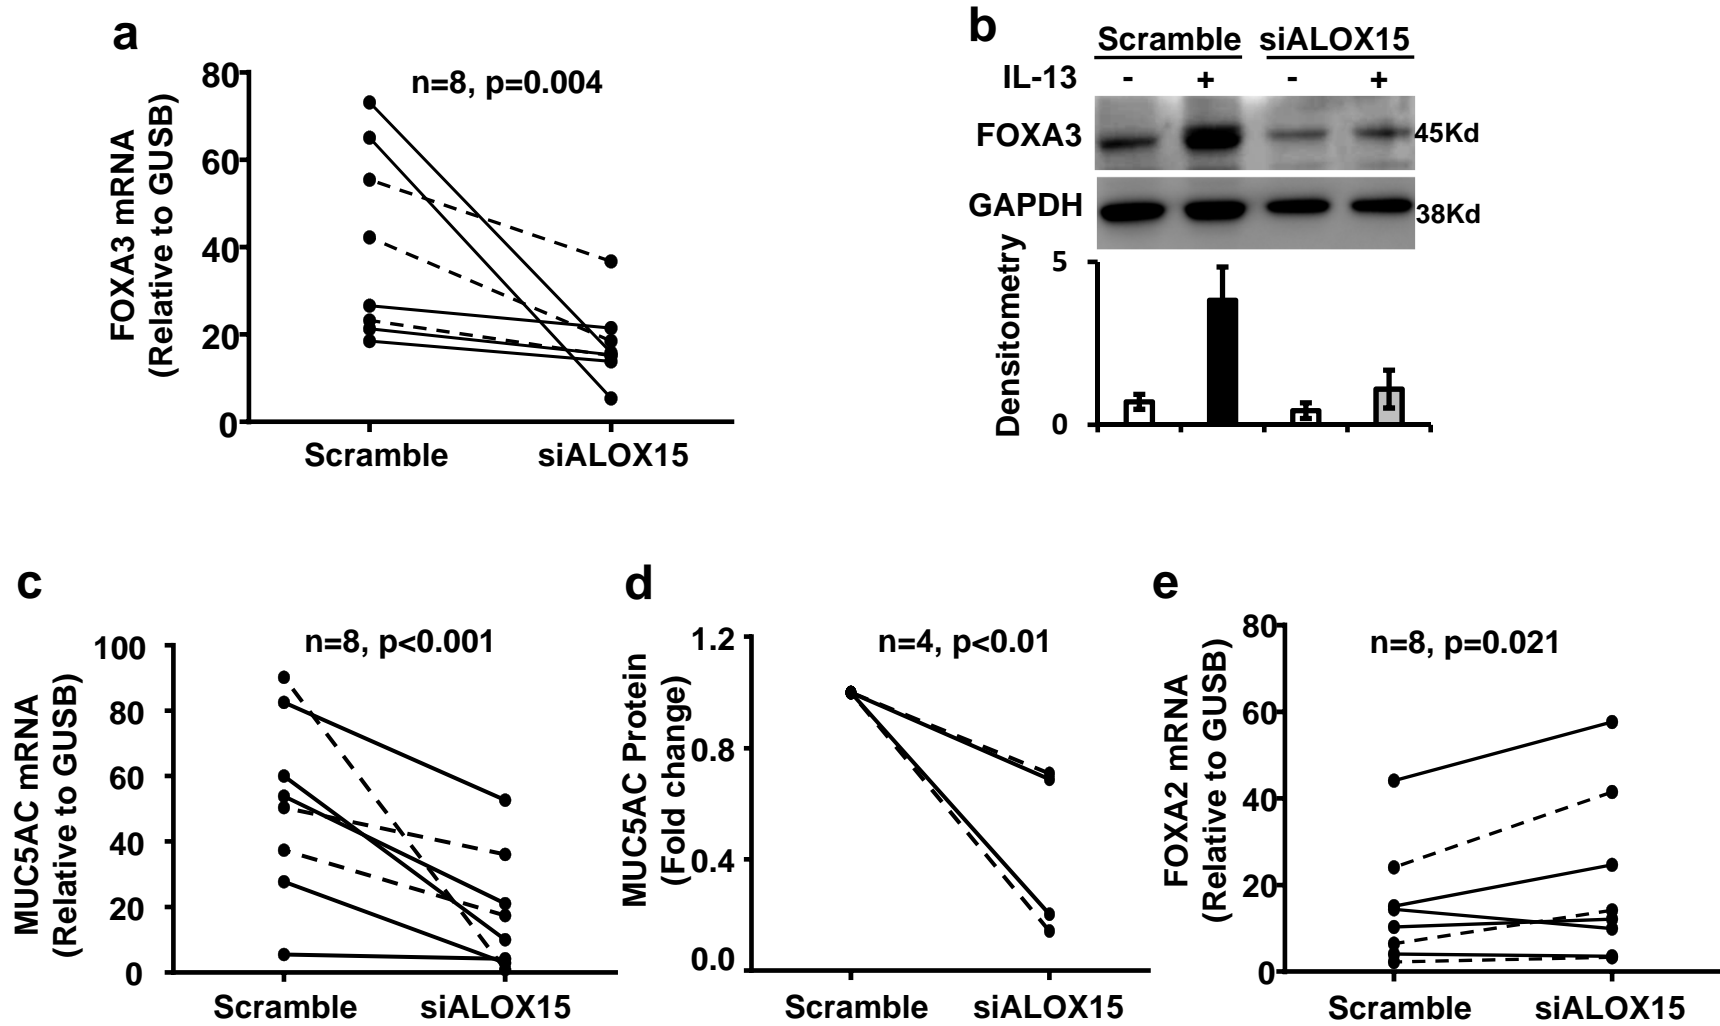 a
n=8, p=0.004
FOXA3 mRNA
(Relative to GUSB)
80
60
40
20
0
Scramble siALOX15
b
Scramble siALOX15
IL-13 - + - +
FOXA3 45Kd
GAPDH 38Kd
Densitometry
5
0
c
n=8, p<0.001
MUC5AC mRNA
(Relative to GUSB)
100
80
60
40
20
0
Scramble siALOX15
d
n=4, p<0.01
MUC5AC Protein
(Fold change)
1.2
0.8
0.4
0.0
Scramble siALOX15
e
n=8, p=0.021
FOXA2 mRNA
(Relative to GUSB)
80
60
40
20
0
Scramble siALOX15